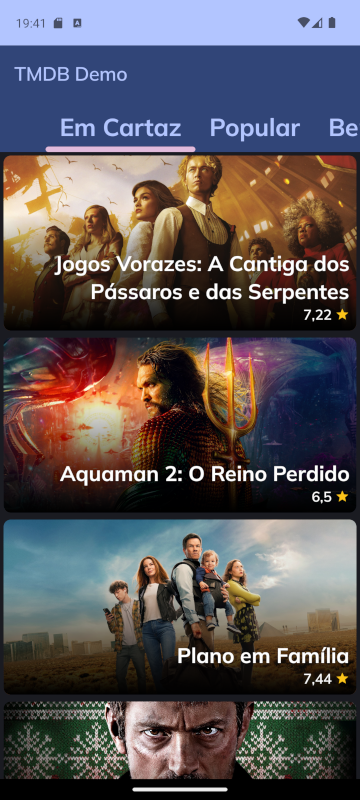 19:41
TMDB Demo
Em Cartaz Popular Be
Jogos Vorazes: A Cantiga dos
Pássaros e das Serpentes
7,22
Aquaman 2: O Reino Perdido
6,5
Plano em Família
7,44